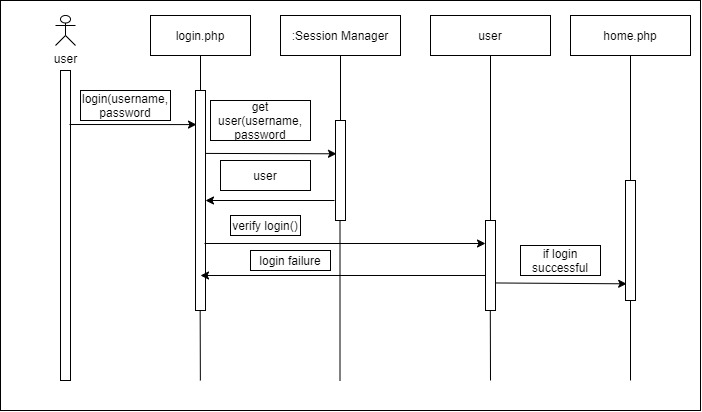 user
login.php
:Session Manager
user
home.php
login(username,
password
get
user(username,
password
user
verify login()
login failure
if login
successful